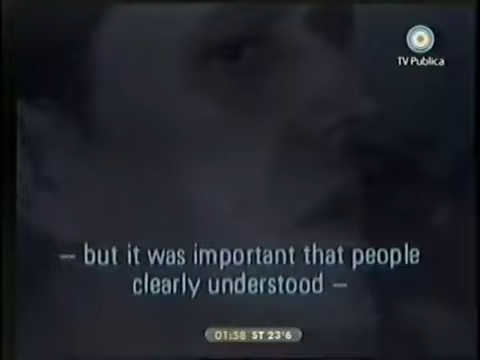 TV Publica
– but it was important that people
clearly understood –
01:58 ST 23'6